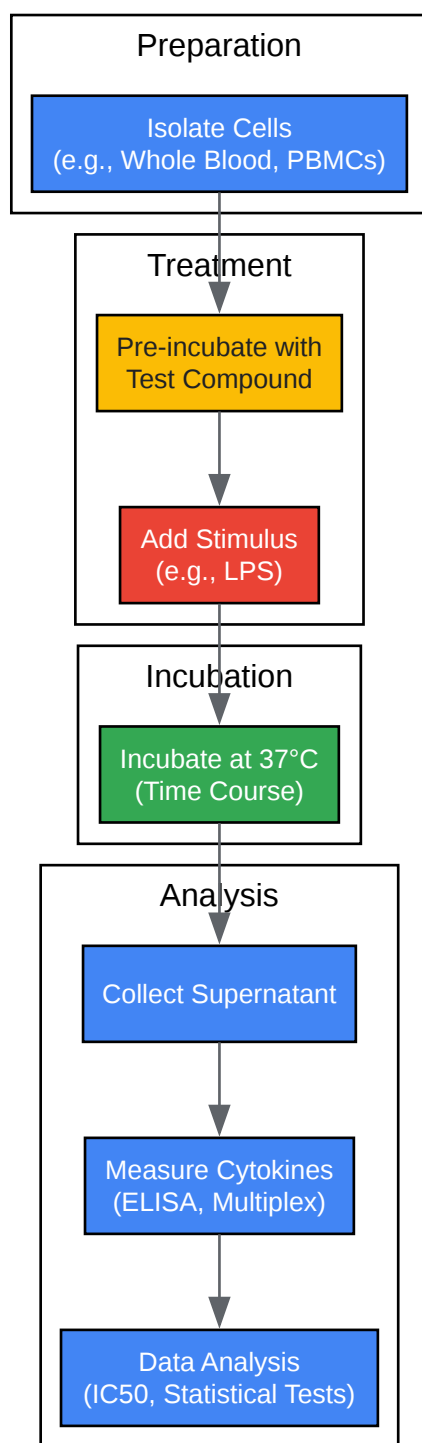 Preparation
Isolate Cells
(e.g., Whole Blood, PBMCs)
Treatment
Pre-incubate with
Test Compound
Add Stimulus
(e.g., LPS)
Incubation
Incubate at 37°C
(Time Course)
Analysis
Collect Supernatant
Measure Cytokines
(ELISA, Multiplex)
Data Analysis
(IC50, Statistical Tests)